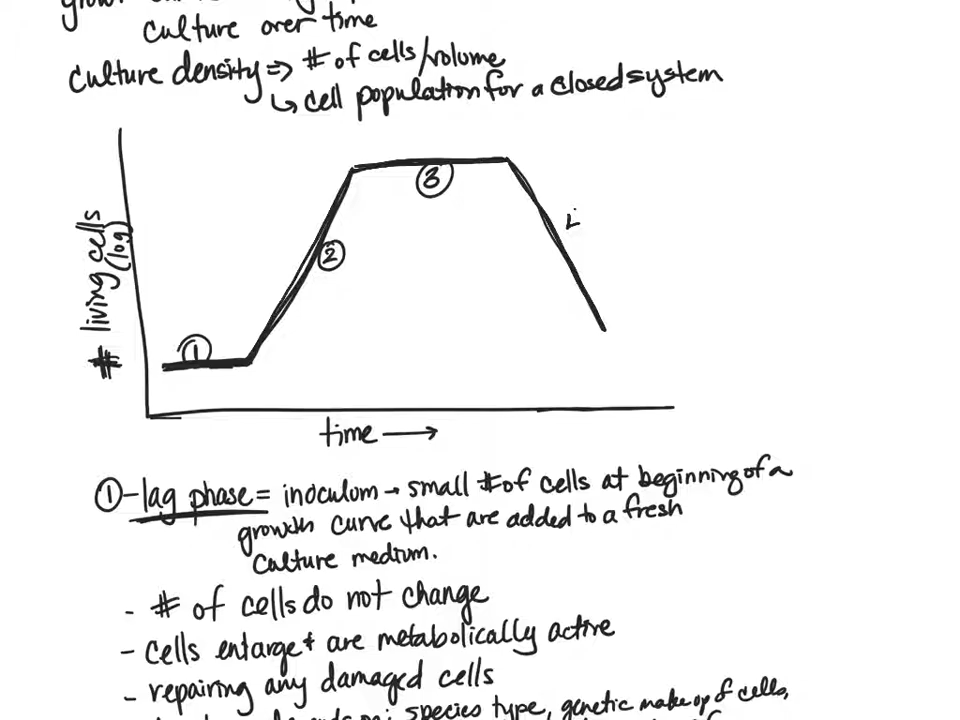 culture over time
culture density ⇒ # of cells/volume
↳ cell population for a closed system
# living cells
(log)
①
②
③
time →
①-lag phase = inoculum → small # of cells at beginning of a
growth curve that are added to a fresh
culture medium.
- # of cells do not change
- cells enlarge + are metabolically active
- repairing any damaged cells
species type, genetic make up of cells,